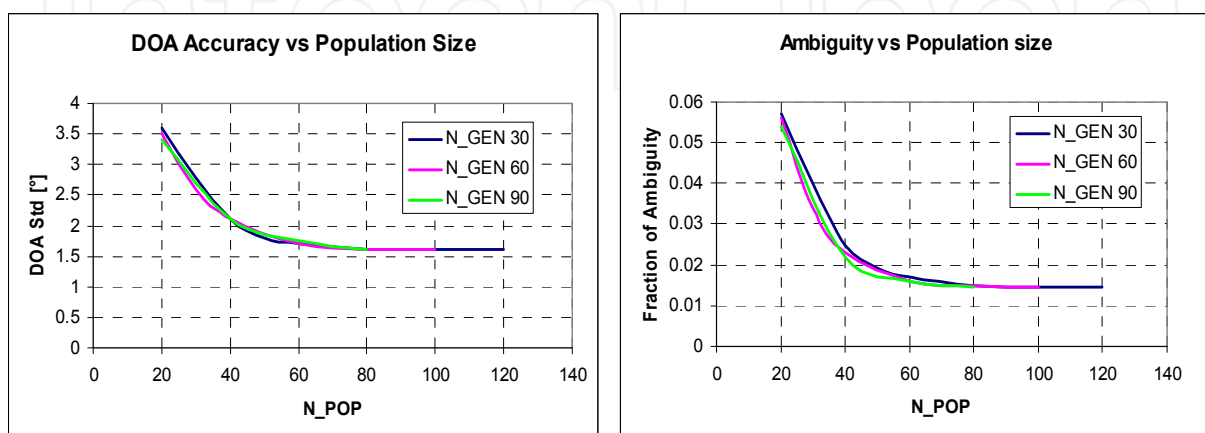 DOA Accuracy vs Population Size
DOA Std [°]
4
3.5
3
2.5
2
1.5
1
0.5
0
0 20 40 60 80 100 120 140
N_POP
N_GEN 30
N_GEN 60
N_GEN 90
Ambiguity vs Population size
Fraction of Ambiguity
0.06
0.05
0.04
0.03
0.02
0.01
0
0 20 40 60 80 100 120 140
N_POP
N_GEN 30
N_GEN 60
N_GEN 90